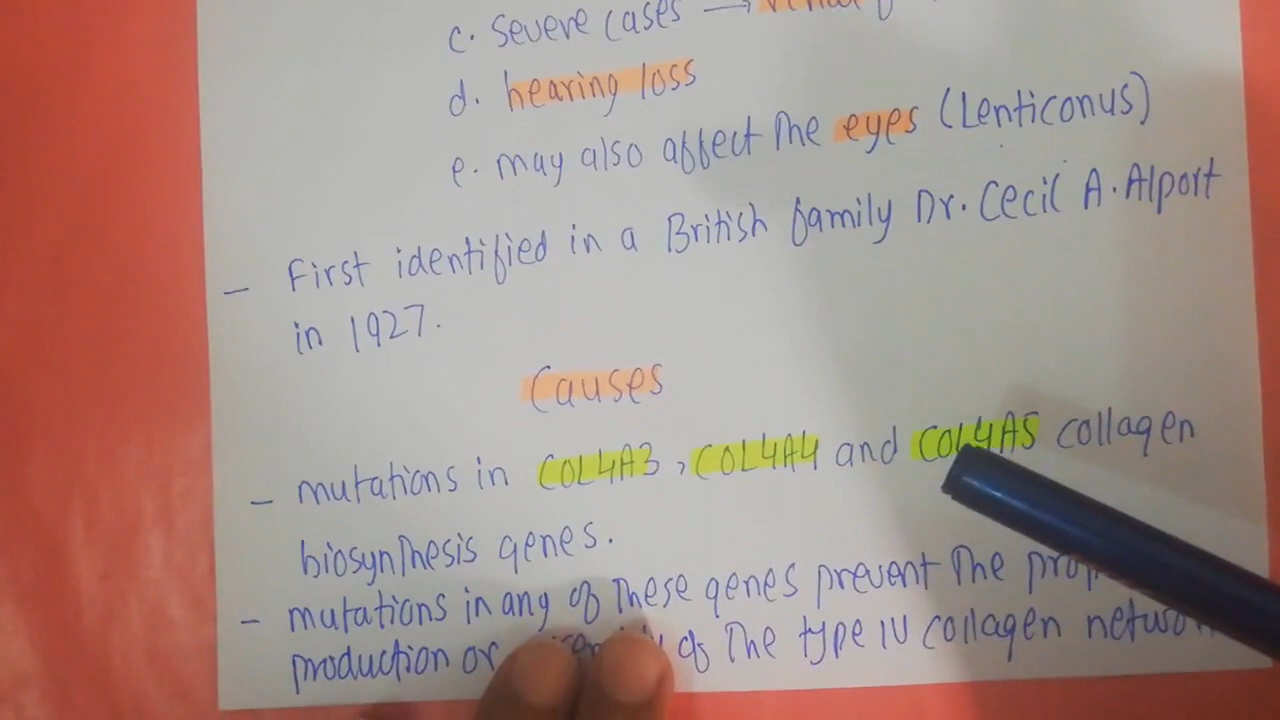 c. severe cases →
d. hearing loss
e. may also affect the eyes (Lenticonus)
- First identified in a British family Dr. Cecil A. Alport
in 1927.
Causes
- mutations in COL4A3, COL4A4 and COL4A5 collagen
biosynthesis genes.
- mutations in any of these genes prevent the
production or of the type IV collagen network